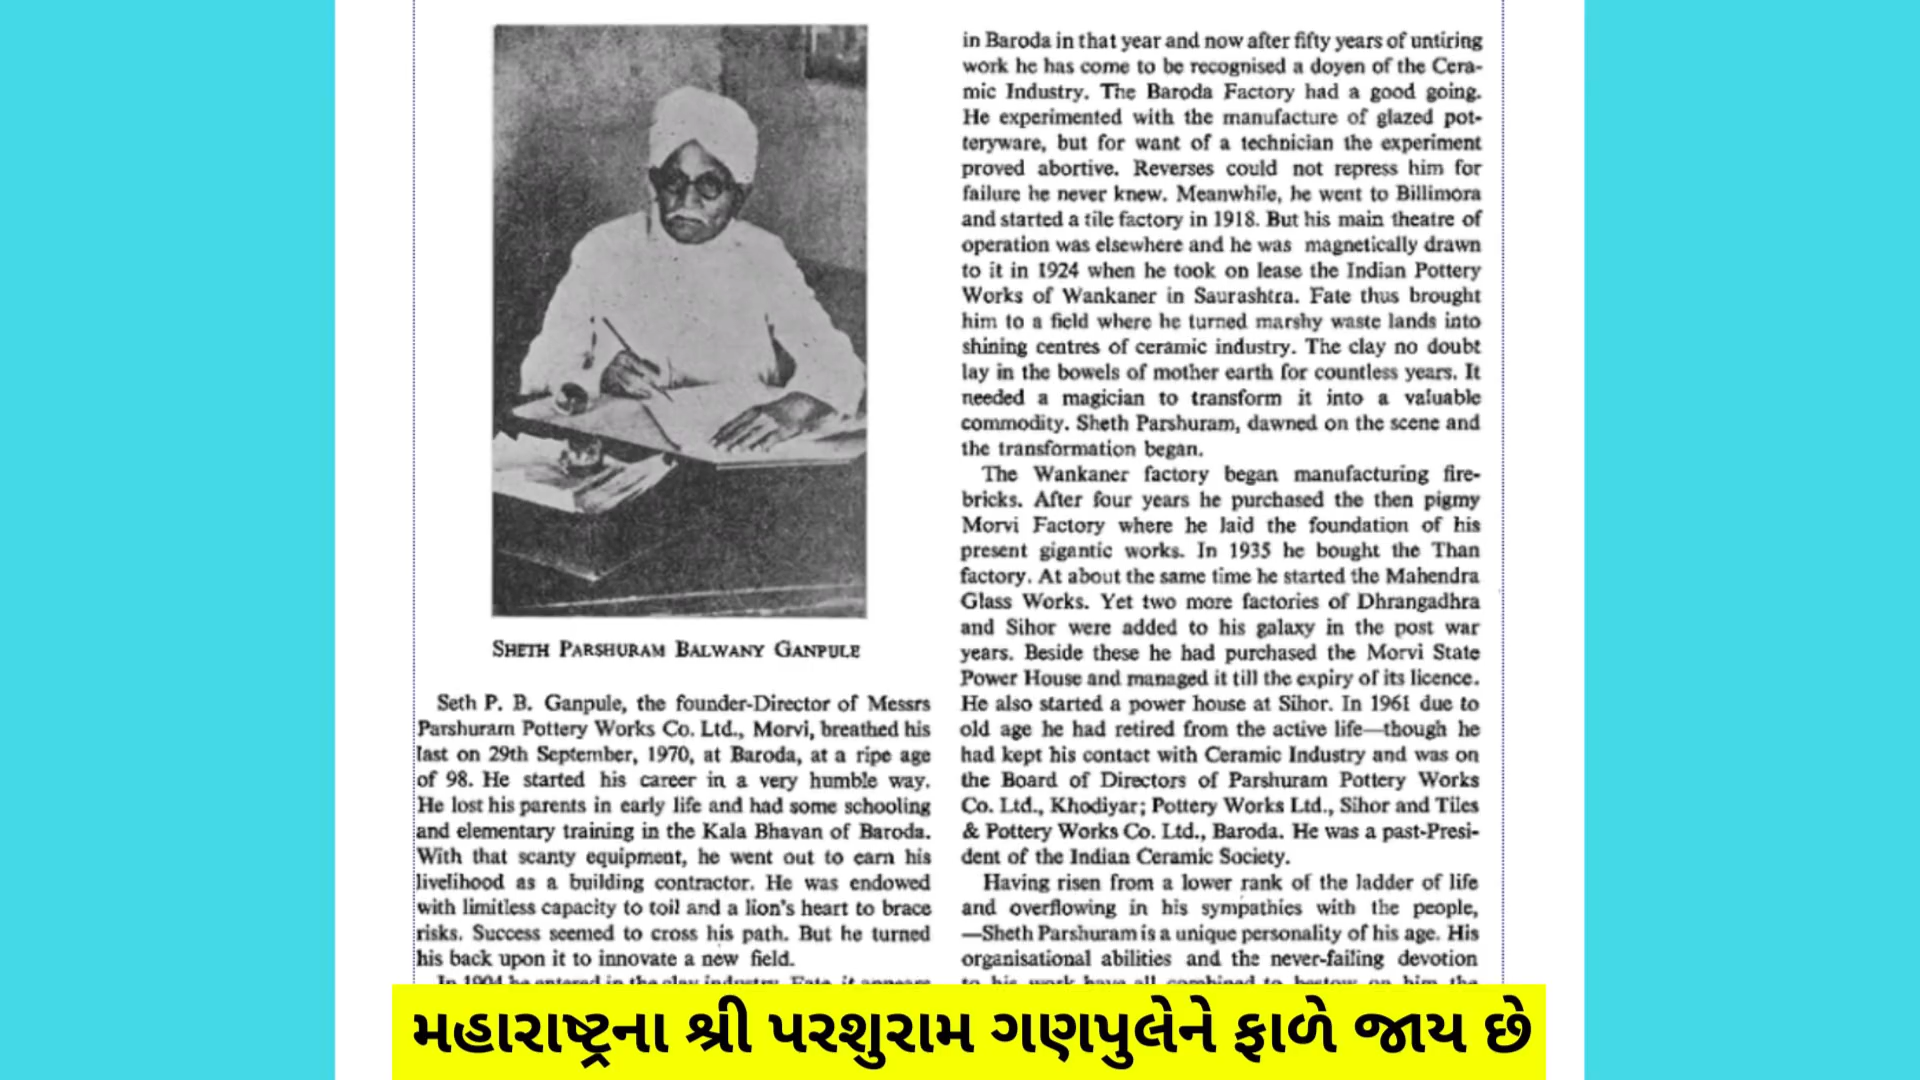 SHETH PARSHURAM BALWANY GANPULE
Seth P. B. Ganpule, the founder-Director of Messrs
Parshuram Pottery Works Co. Ltd., Morvi, breathed his
last on 29th September, 1970, at Baroda, at a ripe age
of 98. He started his career in a very humble way.
He lost his parents in early life and had some schooling
and elementary training in the Kala Bhavan of Baroda.
With that scanty equipment, he went out to earn his
livelihood as a building contractor. He was endowed
with limitless capacity to toil and a lion's heart to brace
risks. Success seemed to cross his path. But he turned
his back upon it to innovate a new field.
In 1904 he entered in the clay industry. Fate it appears
in Baroda in that year and now after fifty years of untiring
work he has come to be recognised a doyen of the Cera-
mic Industry. The Baroda Factory had a good going.
He experimented with the manufacture of glazed pot-
teryware, but for want of a technician the experiment
proved abortive. Reverses could not repress him for
failure he never knew. Meanwhile, he went to Billimora
and started a tile factory in 1918. But his main theatre of
operation was elsewhere and he was magnetically drawn
to it in 1924 when he took on lease the Indian Pottery
Works of Wankaner in Saurashtra. Fate thus brought
him to a field where he turned marshy waste lands into
shining centres of ceramic industry. The clay no doubt
lay in the bowels of mother earth for countless years. It
needed a magician to transform it into a valuable
commodity. Sheth Parshuram, dawned on the scene and
the transformation began.
The Wankaner factory began manufacturing fire-
bricks. After four years he purchased the then pigmy
Morvi Factory where he laid the foundation of his
present gigantic works. In 1935 he bought the Than
factory. At about the same time he started the Mahendra
Glass Works. Yet two more factories of Dhrangadhra
and Sihor were added to his galaxy in the post war
years. Beside these he had purchased the Morvi State
Power House and managed it till the expiry of its licence.
He also started a power house at Sihor. In 1961 due to
old age he had retired from the active life—though he
had kept his contact with Ceramic Industry and was on
the Board of Directors of Parshuram Pottery Works
Co. Ltd., Khodiyar; Pottery Works Ltd., Sihor and Tiles
& Pottery Works Co. Ltd., Baroda. He was a past-Presi-
dent of the Indian Ceramic Society.
Having risen from a lower rank of the ladder of life
and overflowing in his sympathies with the people,
—Sheth Parshuram is a unique personality of his age. His
organisational abilities and the never-failing devotion
to his work have all combined to bestow on him the
મહારાષ્ટ્રના શ્રી પરશુરામ ગણપુલેને ફાળે જાય છે